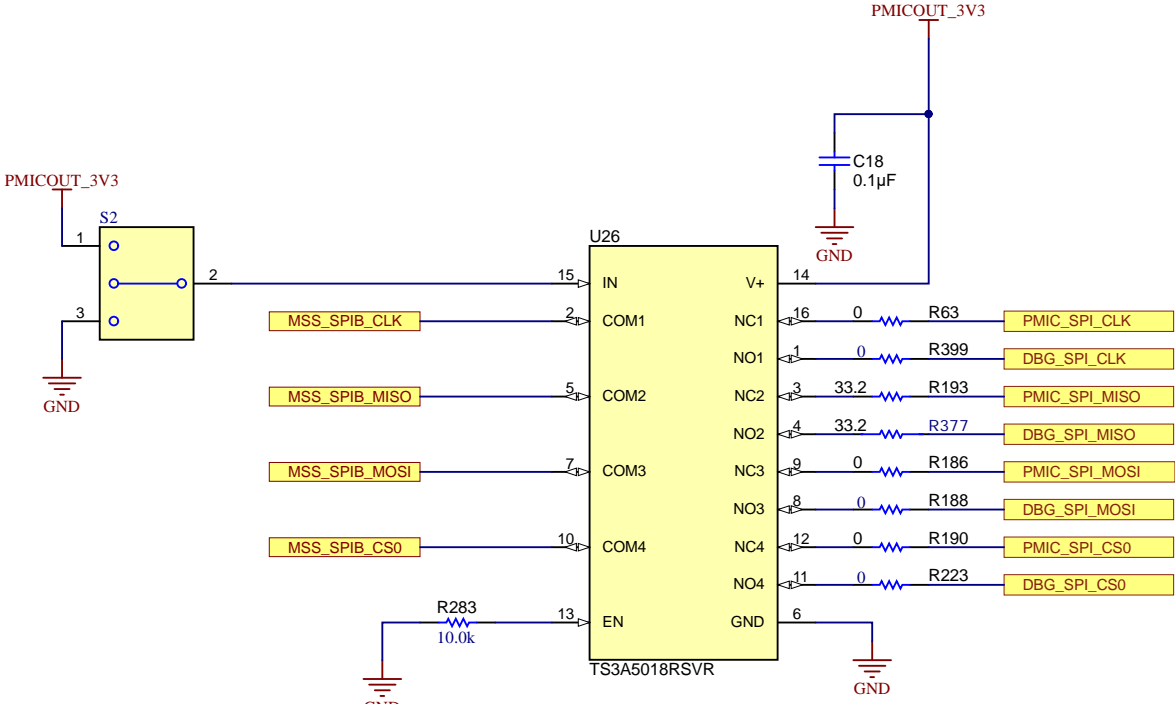 PMICOUT_3V3
C18
0.1µF
GND
PMICOUT_3V3
S2
1
2
3
GND
U26
15 IN V+ 14
MSS_SPIB_CLK 2 COM1 NC1 16 0 R63 PMIC_SPI_CLK
NO1 1 0 R399 DBG_SPI_CLK
MSS_SPIB_MISO 5 COM2 NC2 3 33.2 R193 PMIC_SPI_MISO
NO2 4 33.2 R377 DBG_SPI_MISO
MSS_SPIB_MOSI 7 COM3 NC3 9 0 R186 PMIC_SPI_MOSI
NO3 8 0 R188 DBG_SPI_MOSI
MSS_SPIB_CS0 10 COM4 NC4 12 0 R190 PMIC_SPI_CS0
NO4 11 0 R223 DBG_SPI_CS0
R283
10.0k
13 EN GND 6
TS3A5018RSVR
GND
GND